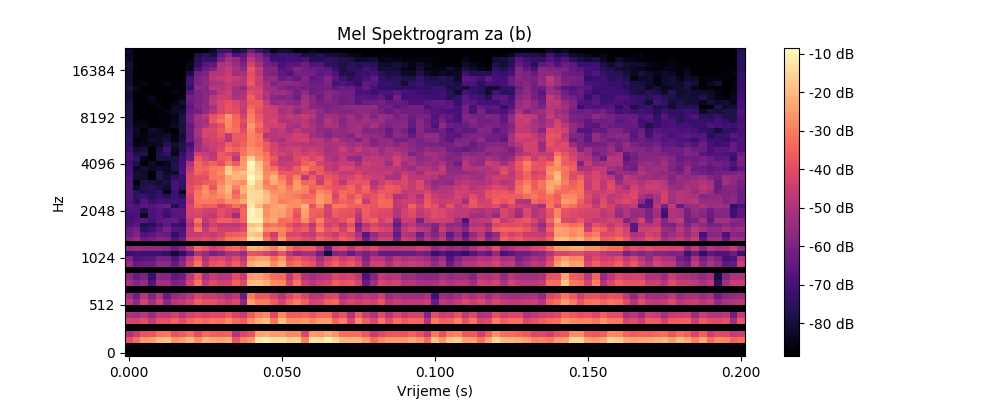 Mel Spektrogram za (b)
16384
8192
4096
2048
1024
512
0
Hz
0.000 0.050 0.100 0.150 0.200
Vrijeme (s)
-10 dB
-20 dB
-30 dB
-40 dB
-50 dB
-60 dB
-70 dB
-80 dB